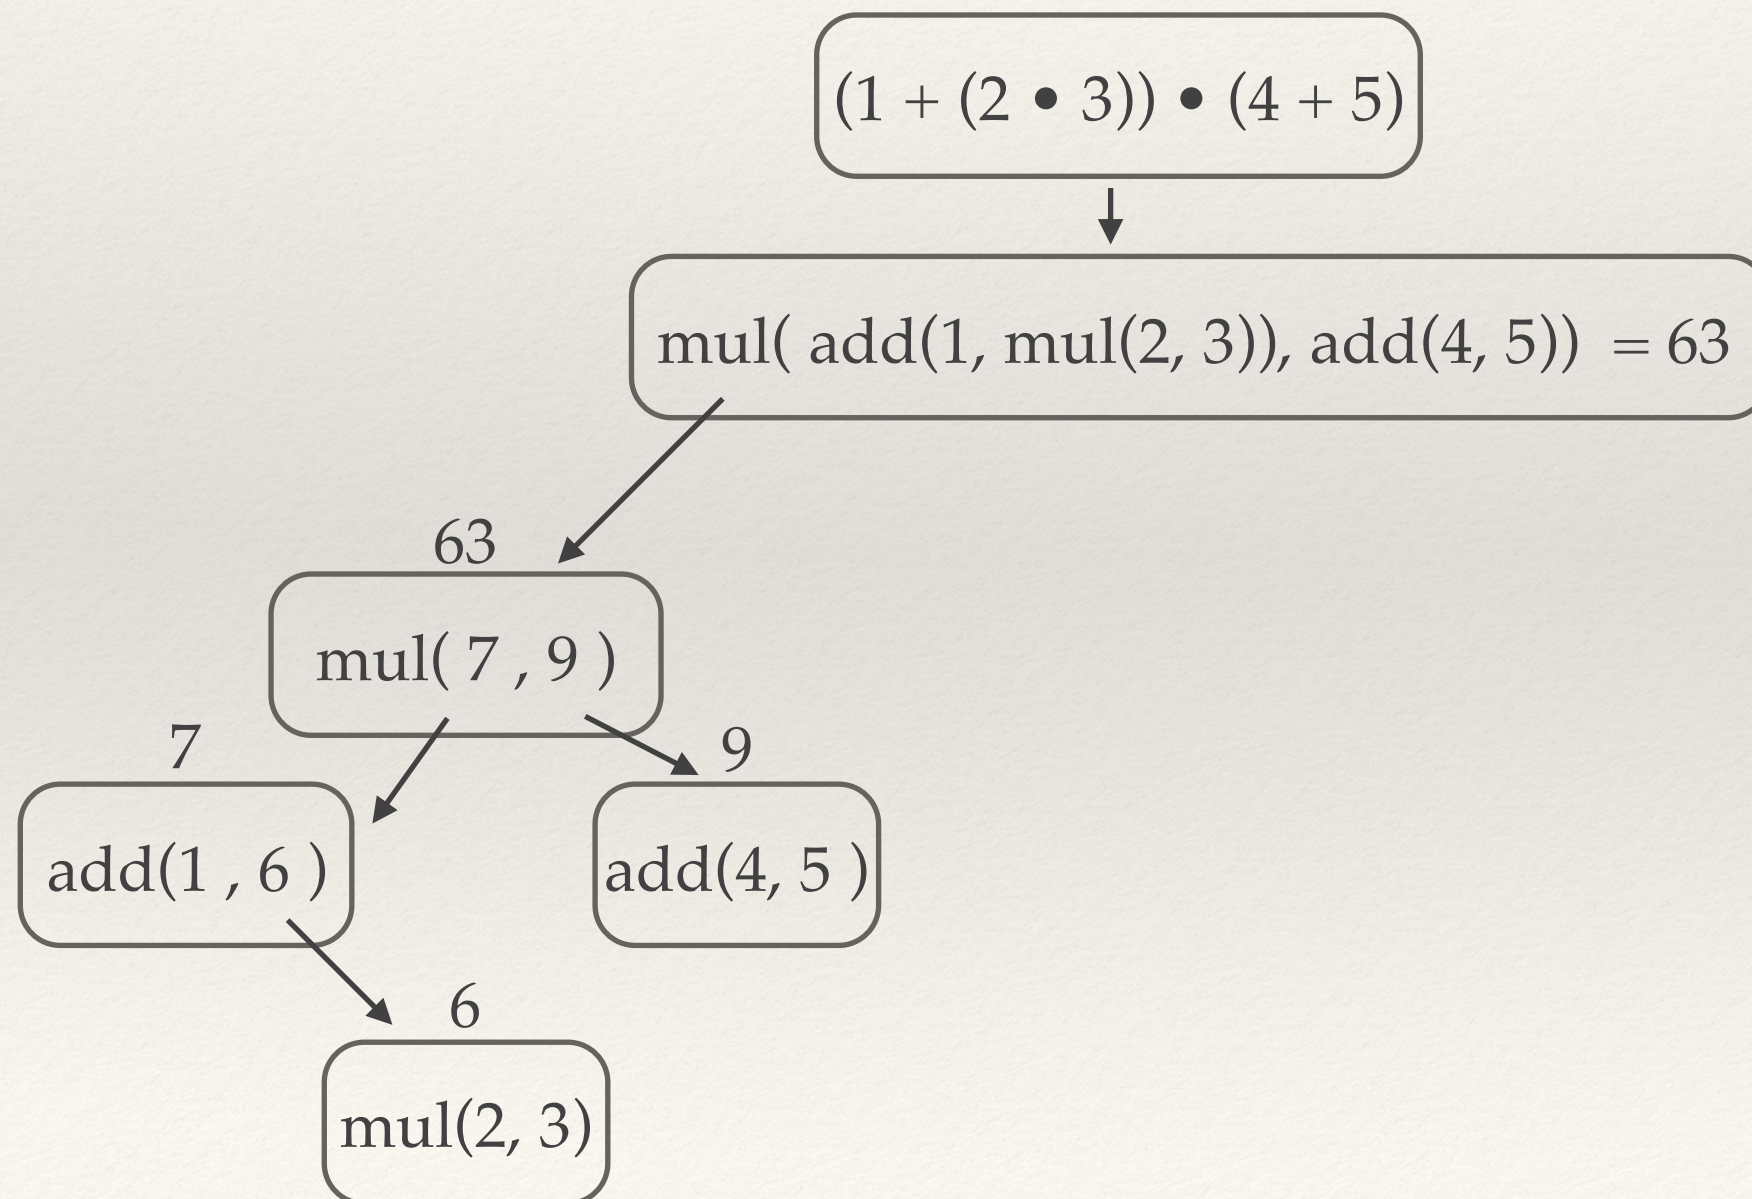 (1 + (2 • 3)) • (4 + 5)
mul( add(1, mul(2, 3)), add(4, 5)) = 63
63
mul( 7 , 9 )
7
9
add(1 , 6 )
add(4, 5 )
6
mul(2, 3)